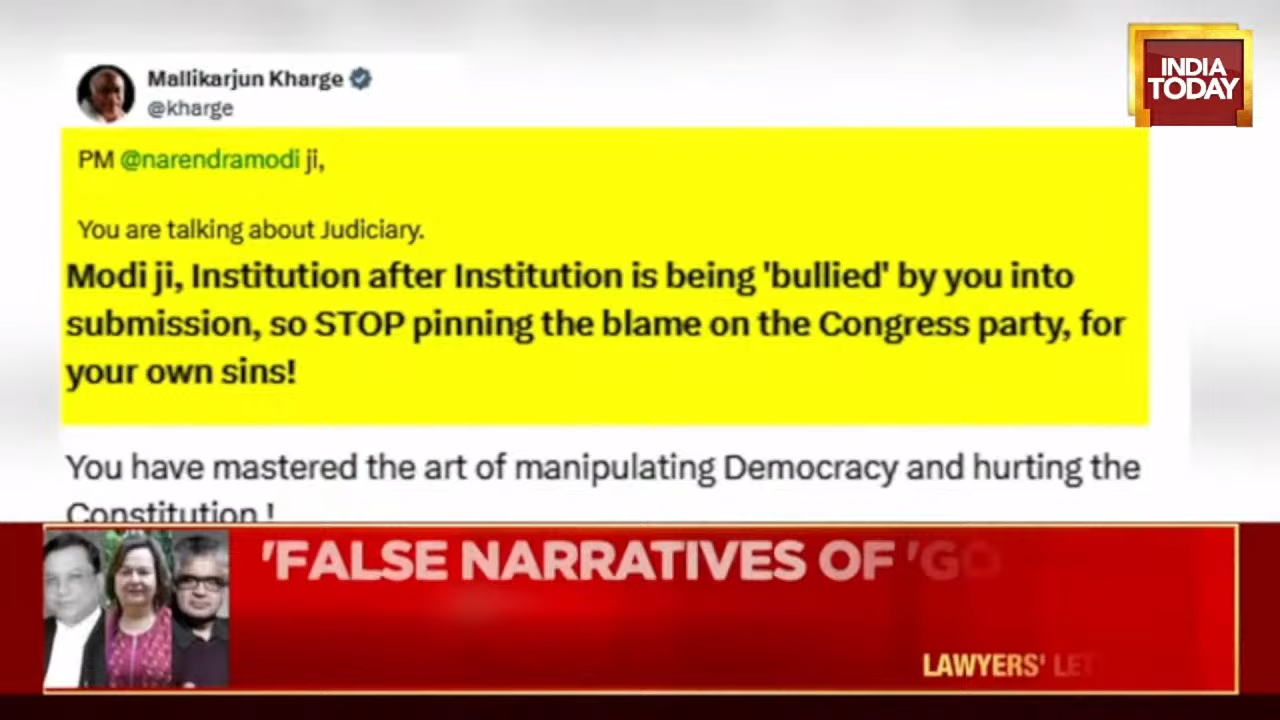 Mallikarjun Kharge
@kharge
INDIA
TODAY
PM @narendramodi ji,
You are talking about Judiciary.
Modi ji, Institution after Institution is being 'bullied' by you into
submission, so STOP pinning the blame on the Congress party, for
your own sins!
You have mastered the art of manipulating Democracy and hurting the
Constitution !
'FALSE NARRATIVES OF 'GO
LAWYERS' LET